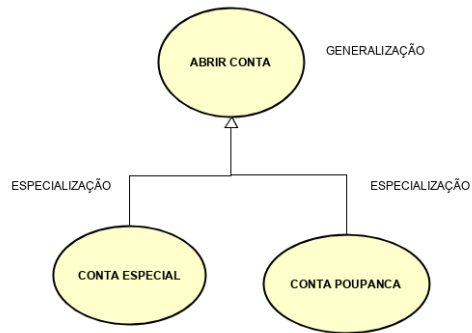 ABRIR CONTA
GENERALIZAÇÃO
ESPECIALIZAÇÃO
ESPECIALIZAÇÃO
CONTA ESPECIAL
CONTA POUPANCA